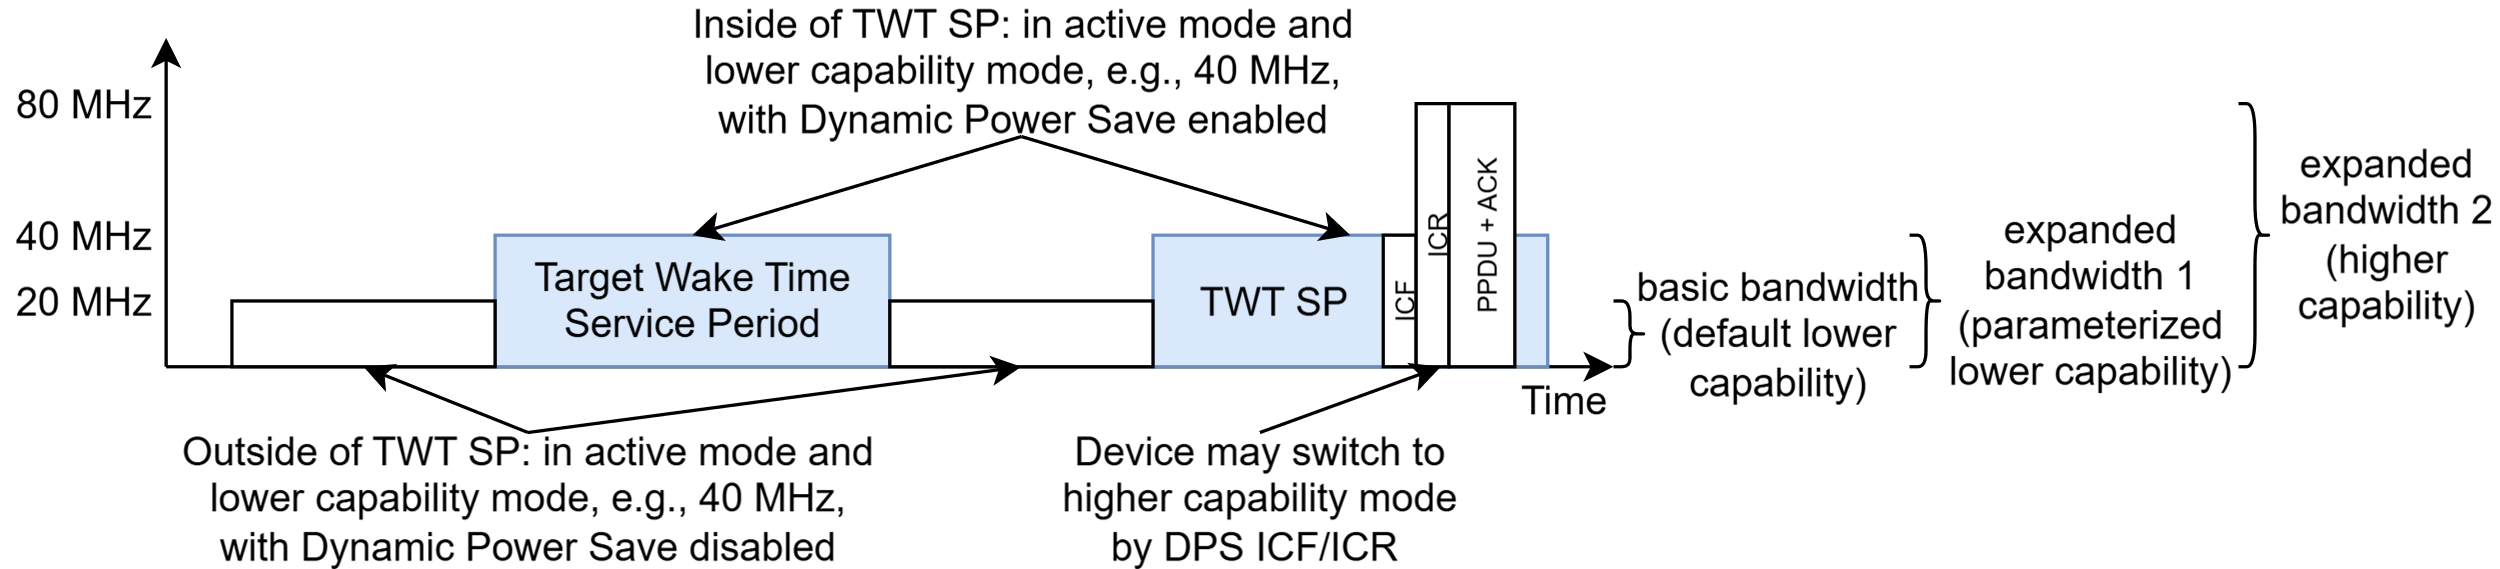 Inside of TWT SP: in active mode and
lower capability mode, e.g., 40 MHz,
with Dynamic Power Save enabled
80 MHz
40 MHz
20 MHz
Target Wake Time
Service Period
TWT SP
ICF
ICR
PPDU + ACK
Time
basic bandwidth
(default lower
capability)
expanded
bandwidth 1
(parameterized
lower capability)
expanded
bandwidth 2
(higher
capability)
Outside of TWT SP: in active mode and
lower capability mode, e.g., 40 MHz,
with Dynamic Power Save disabled
Device may switch to
higher capability mode
by DPS ICF/ICR